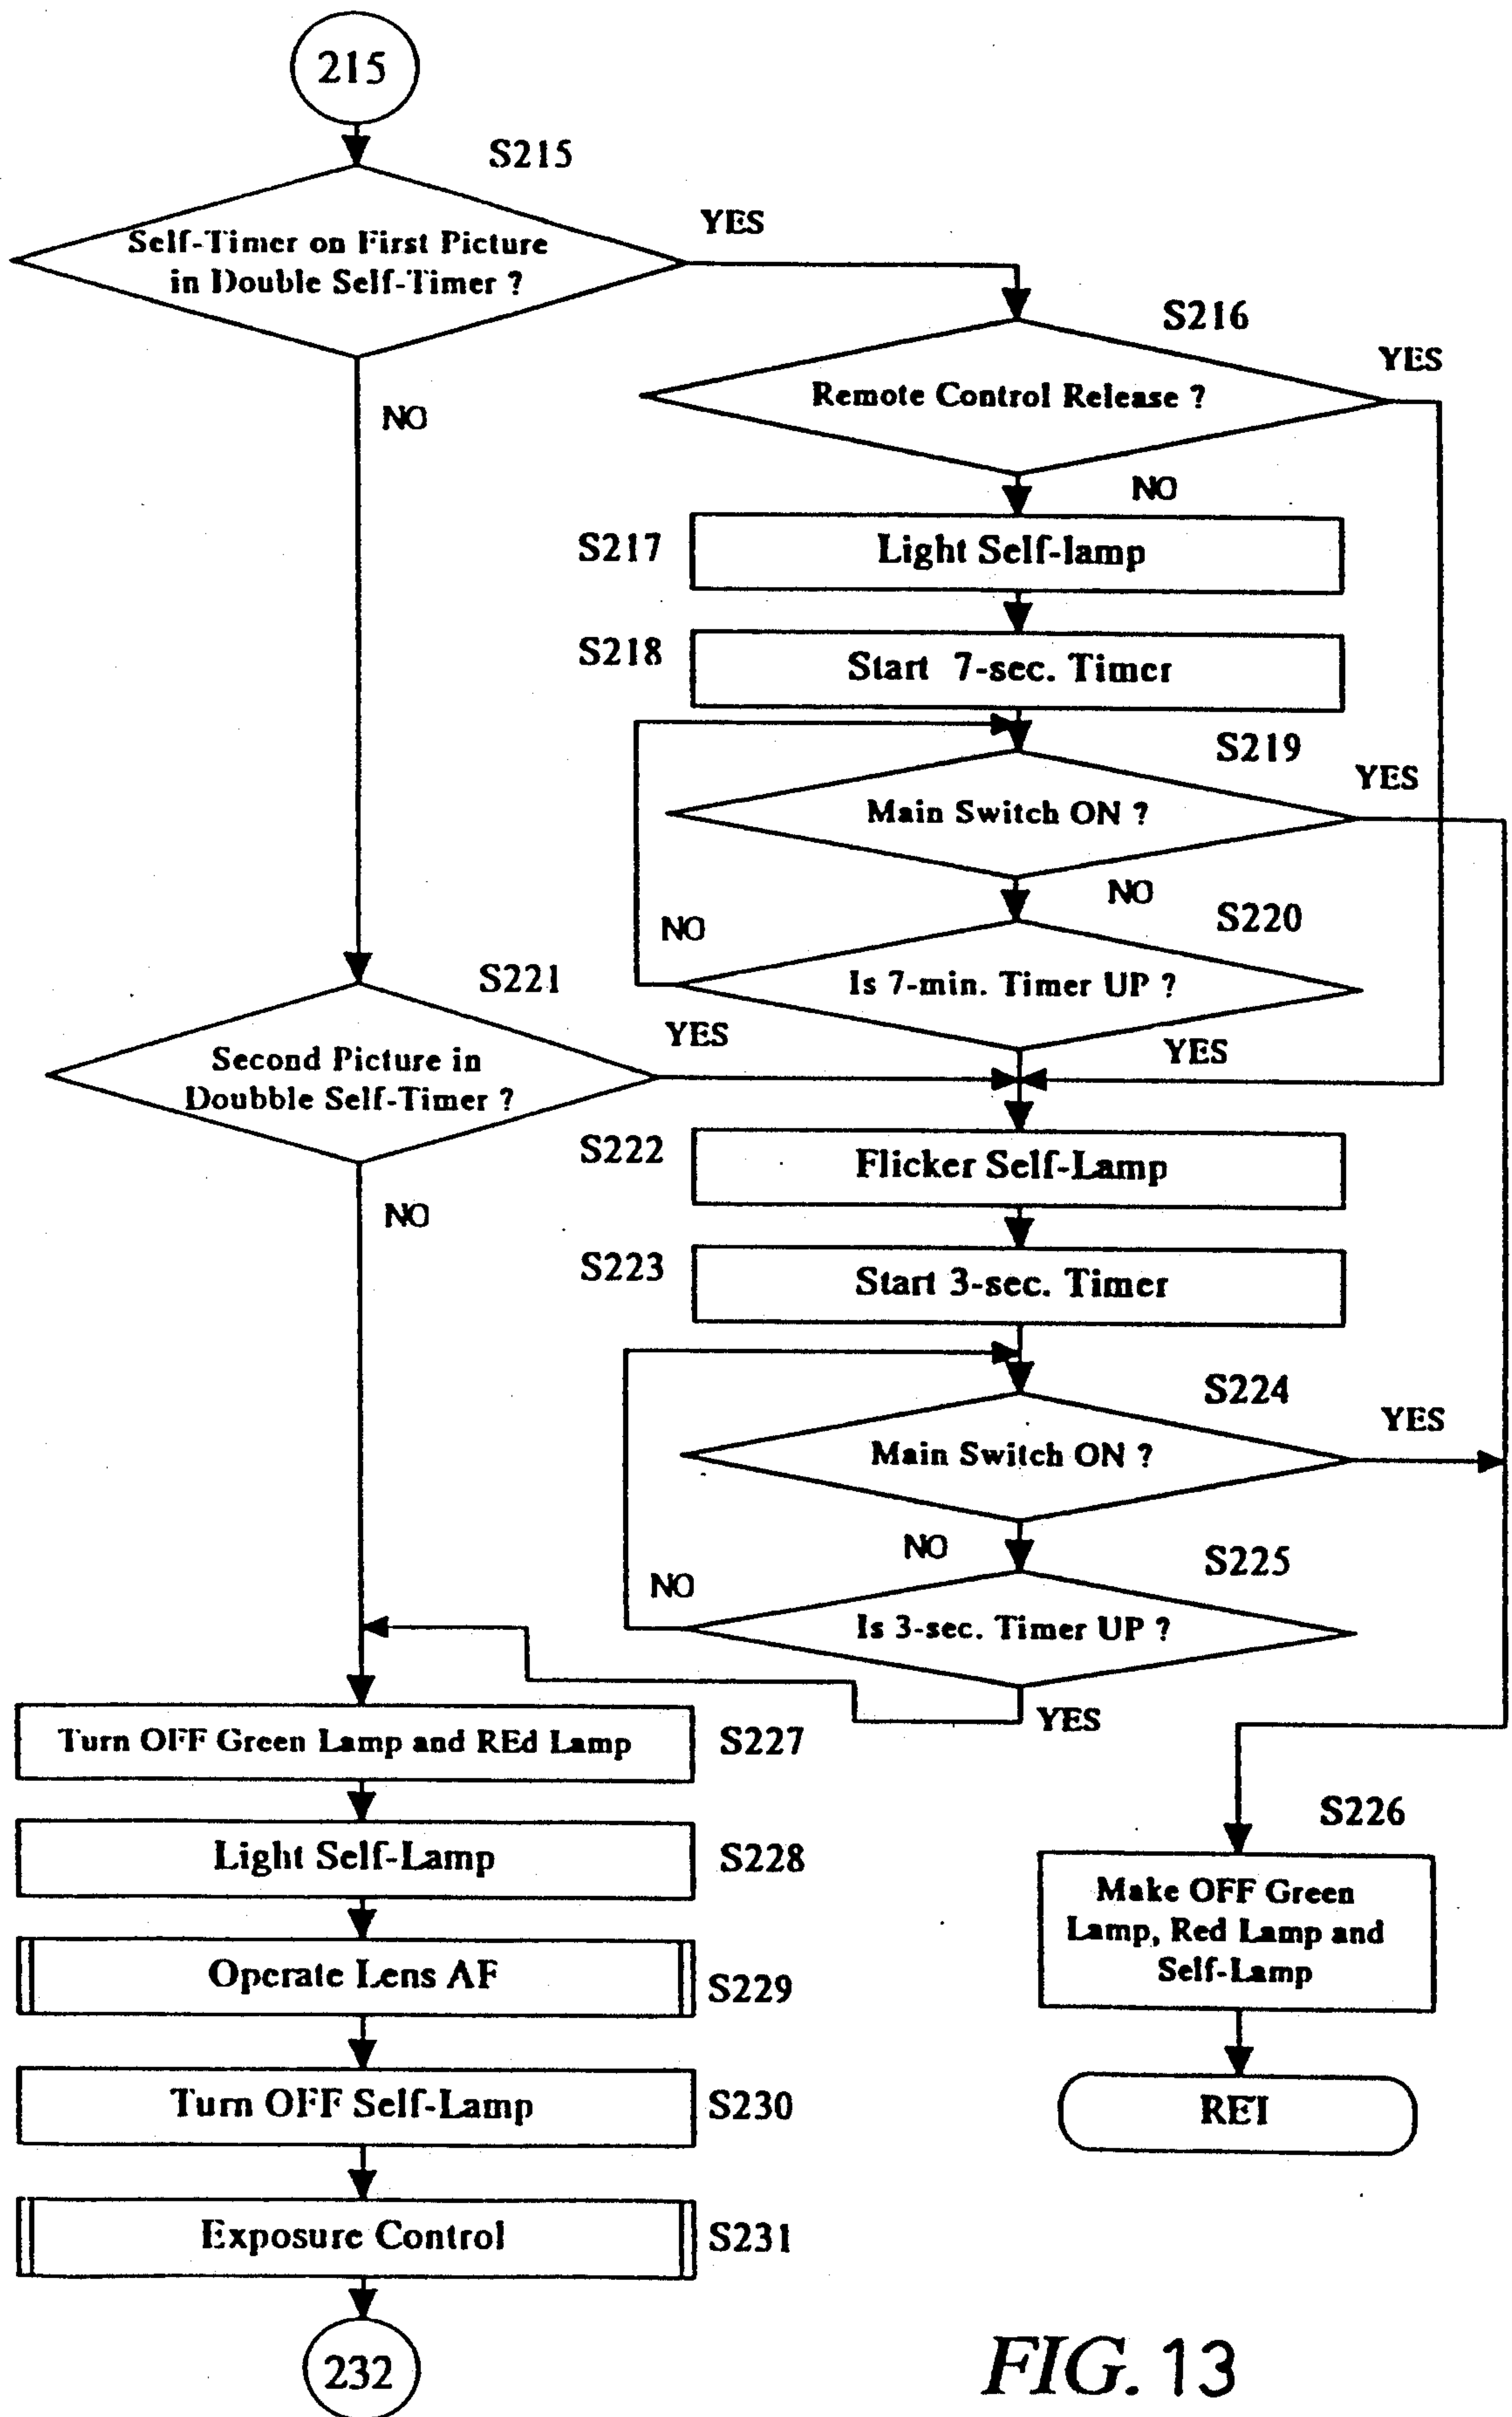 215
S215
Self-Timer on First Picture
in Double Self-Timer ?
YES
NO
S216
Remote Control Release ?
YES
NO
S217
Light Self-lamp
S218
Start 7-sec. Timer
S219
Main Switch ON ?
YES
NO
S220
Is 7-min. Timer UP ?
NO
YES
S221
Second Picture in
Doubble Self-Timer ?
YES
NO
S222
Flicker Self-Lamp
S223
Start 3-sec. Timer
S224
Main Switch ON ?
YES
NO
S225
Is 3-sec. Timer UP ?
NO
YES
Turn OFF Green Lamp and REd Lamp
S227
Light Self-Lamp
S228
Operate Lens AF
S229
Turn OFF Self-Lamp
S230
Exposure Control
S231
232
S226
Make OFF Green
Lamp, Red Lamp and
Self-Lamp
RET
FIG. 13